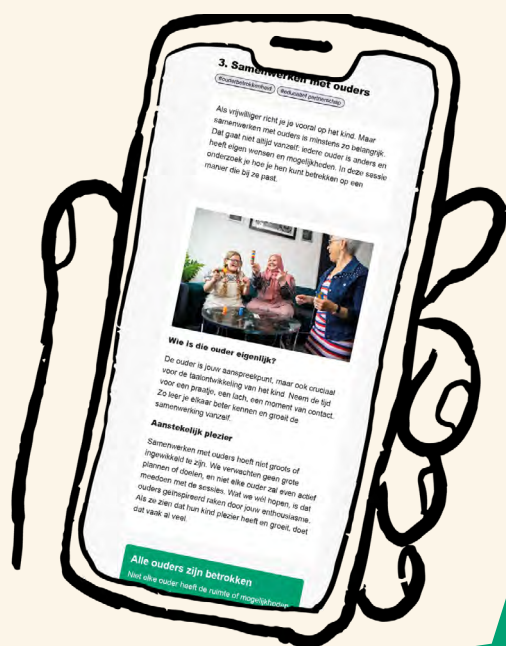 3. Samenwerken met ouders
#ouderbetrokkenheid #educatief partnerschap
Als vrijwilliger richt je je vooral op het kind. Maar
samenwerken met ouders is minstens zo belangrijk.
Dat gaat niet altijd vanzelf: iedere ouder is anders en
heeft eigen wensen en mogelijkheden. In deze sessie
onderzoek je hoe je hen kunt betrekken op een
manier die bij ze past.
Wie is die ouder eigenlijk?
De ouder is jouw aanspreekpunt, maar ook cruciaal
voor de taalontwikkeling van het kind. Neem de tijd
voor een praatje, een lach, een moment van contact.
Zo leer je elkaar beter kennen en groeit de
samenwerking vanzelf.
Aanstekelijk plezier
Samenwerken met ouders hoeft niet groots of
ingewikkeld te zijn. We verwachten geen grote
plannen of doelen, en niet elke ouder zal even actief
meedoen met de sessies. Wat we wél hopen, is dat
ouders geïnspireerd raken door jouw enthousiasme.
Als ze zien dat hun kind plezier heeft en groeit, doet
dat vaak al veel.
Alle ouders zijn betrokken
Niet elke ouder heeft de ruimte of mogelijkheden